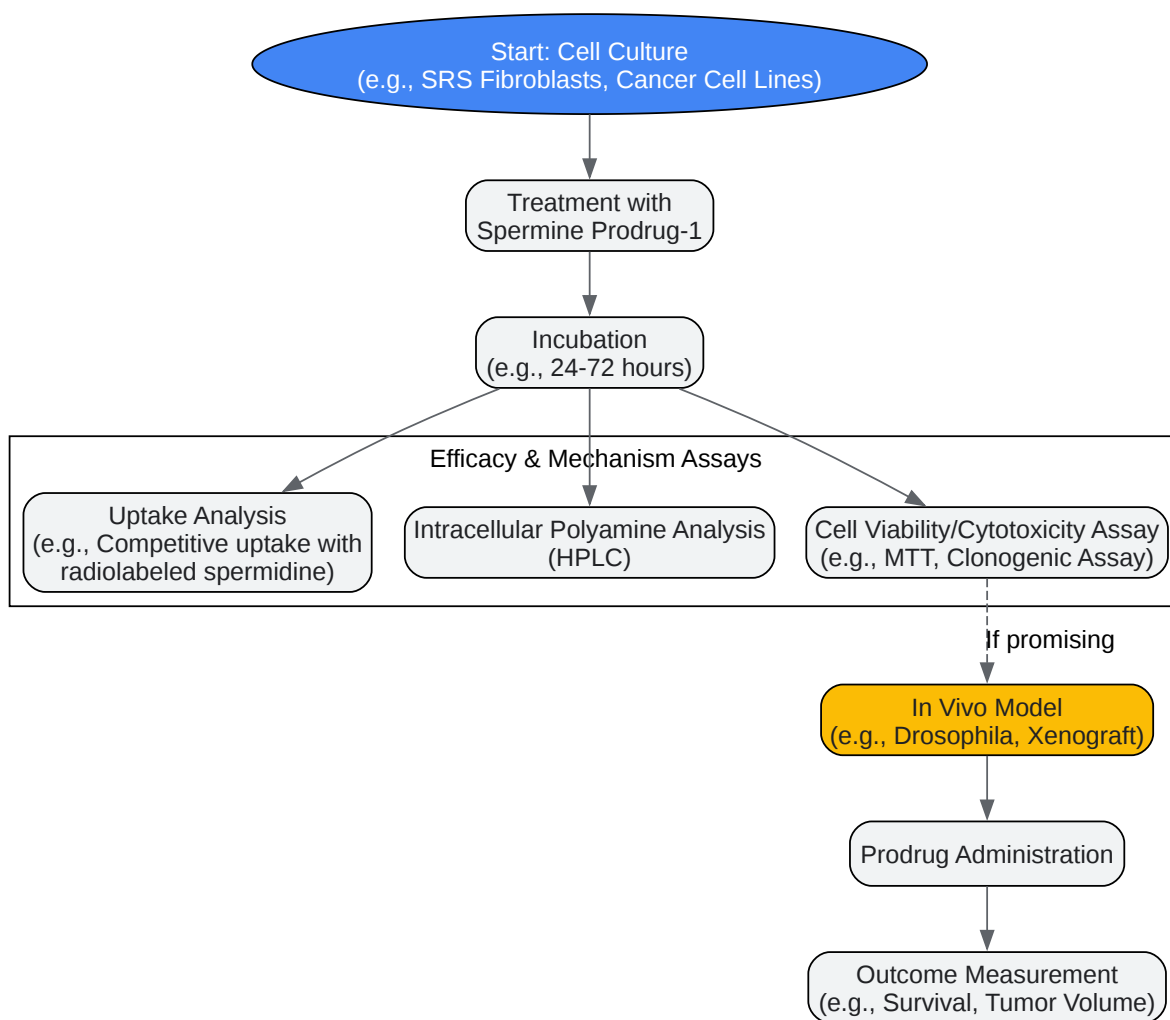 Start: Cell Culture
(e.g., SRS Fibroblasts, Cancer Cell Lines)
Treatment with
Spermine Prodrug-1
Incubation
(e.g., 24-72 hours)
Efficacy & Mechanism Assays
Uptake Analysis
(e.g., Competitive uptake with
radiolabeled spermidine)
Intracellular Polyamine Analysis
(HPLC)
Cell Viability/Cytotoxicity Assay
(e.g., MTT, Clonogenic Assay)
If promising
In Vivo Model
(e.g., Drosophila, Xenograft)
Prodrug Administration
Outcome Measurement
(e.g., Survival, Tumor Volume)